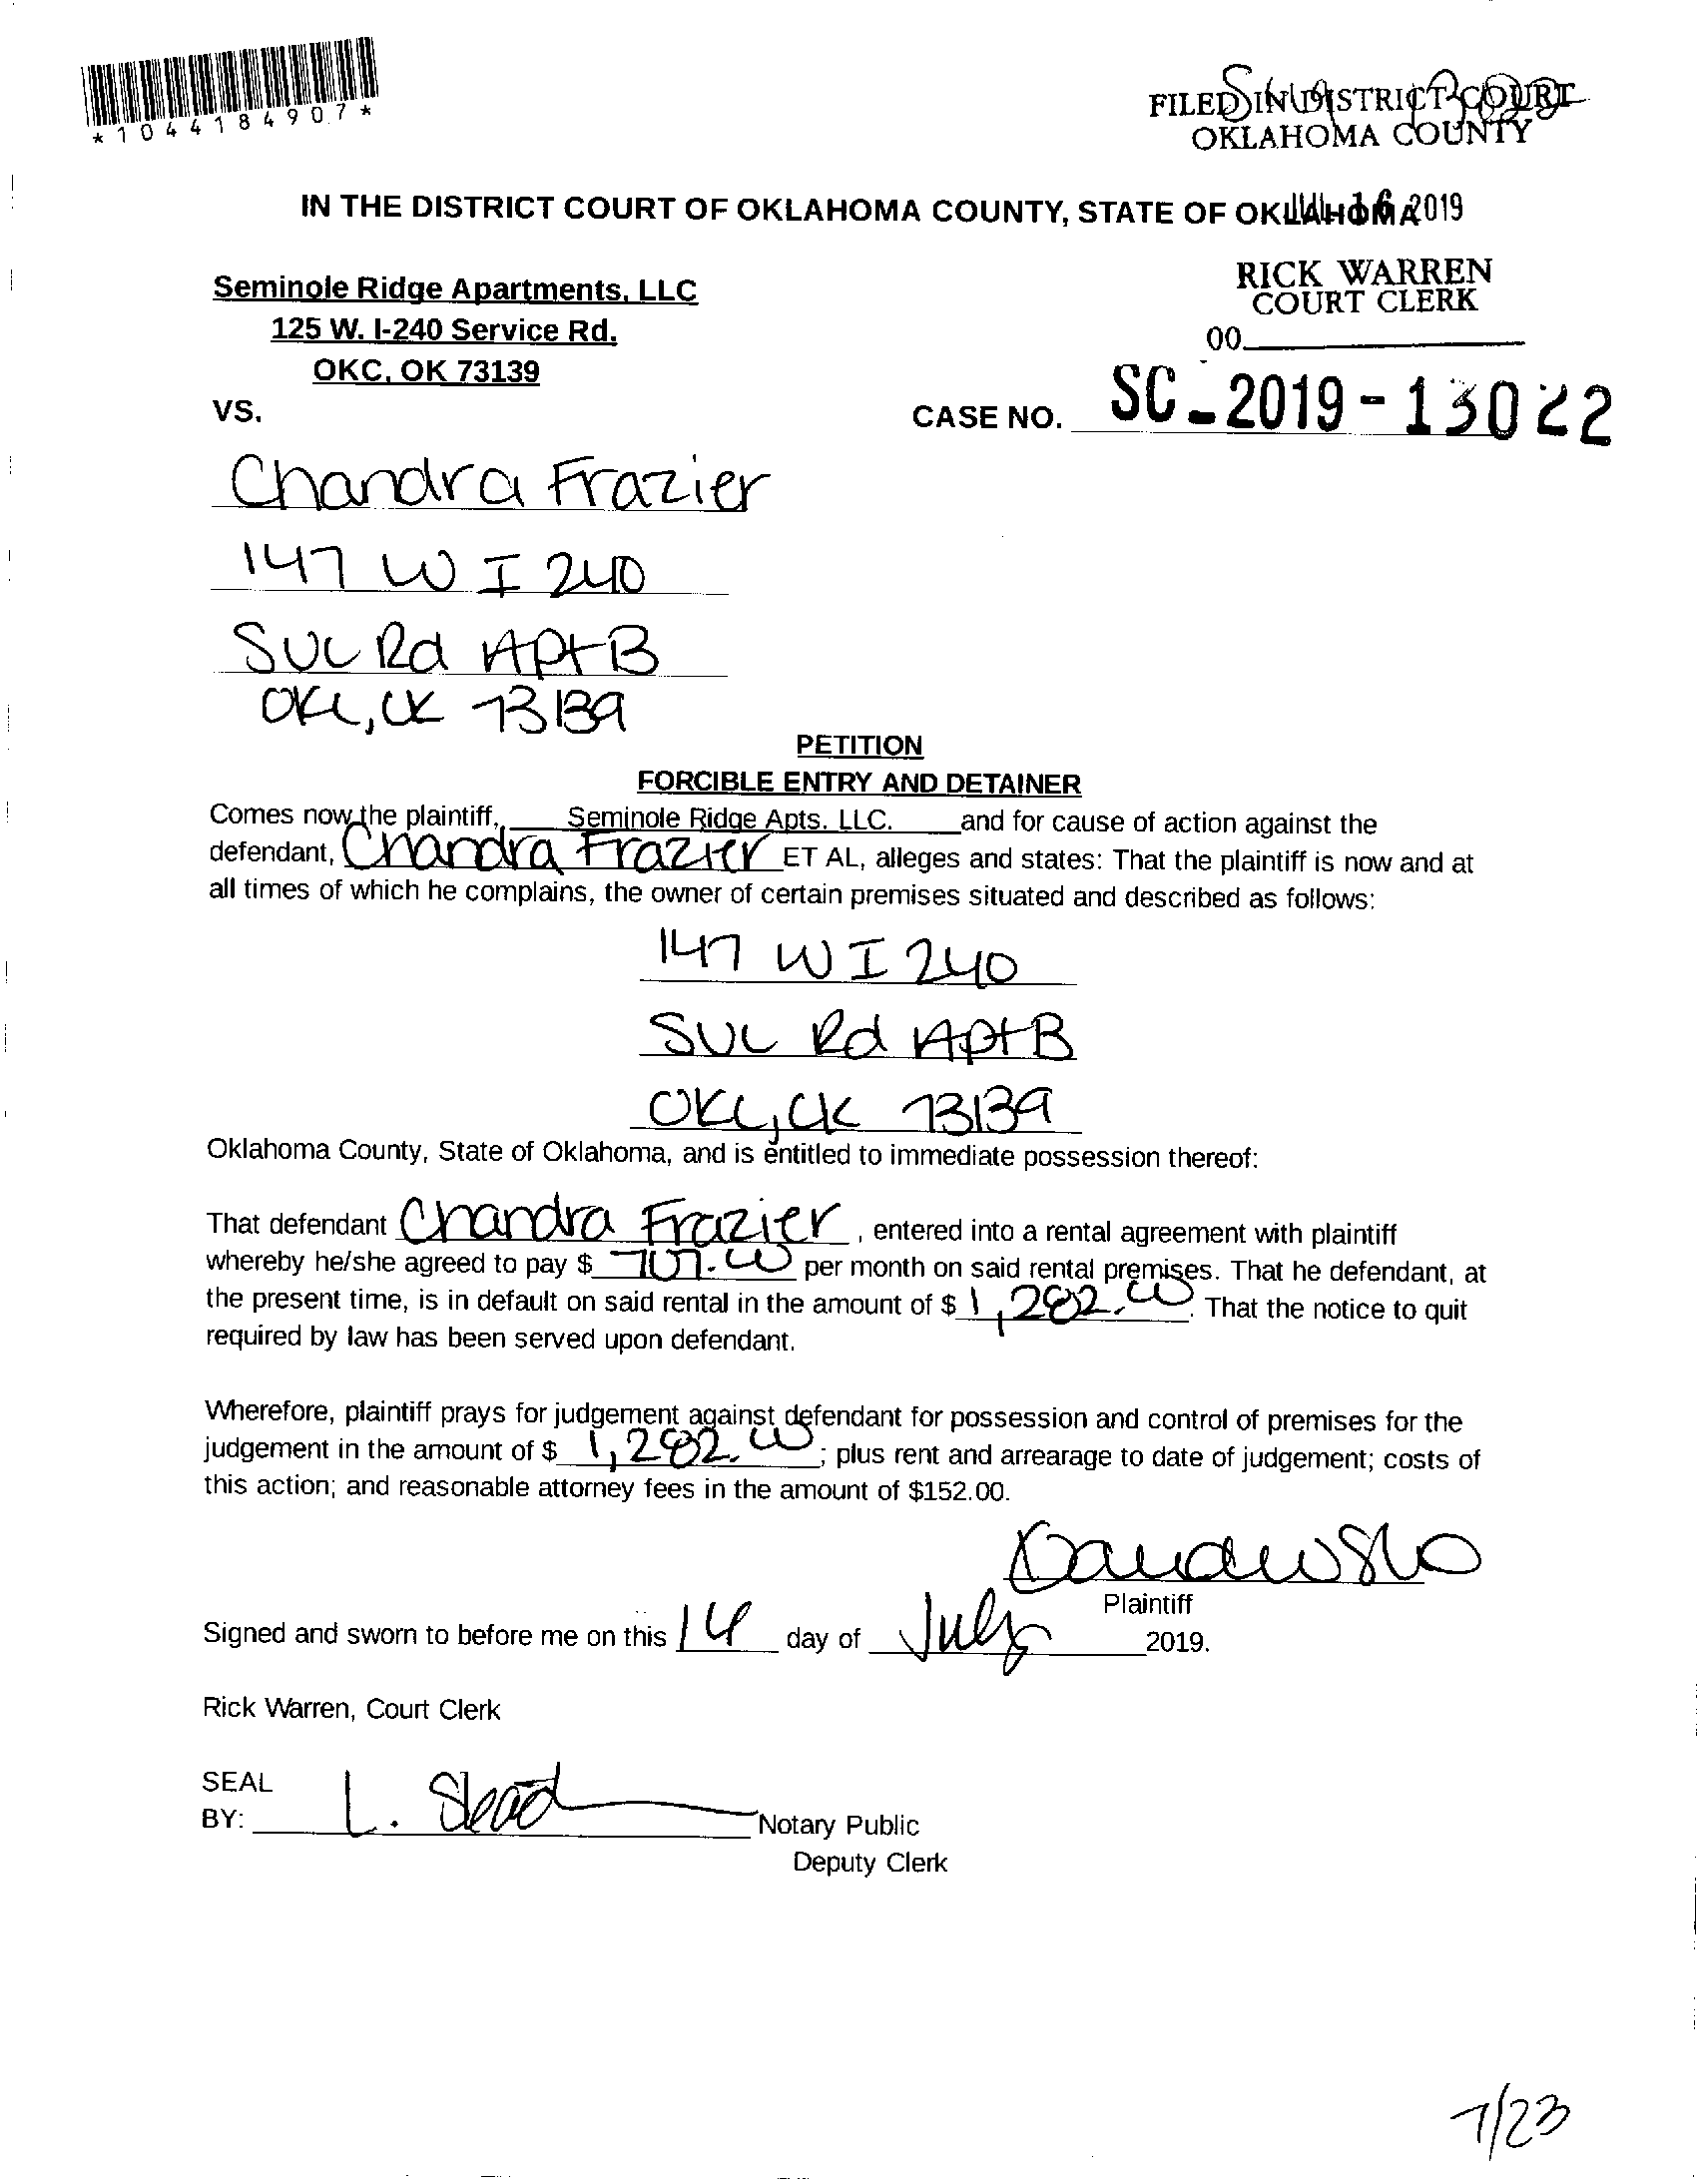 *1044184907*
FILED IN DISTRICT COURT
OKLAHOMA COUNTY
IN THE DISTRICT COURT OF OKLAHOMA COUNTY, STATE OF OKLAHOMA
16 2019
Seminole Ridge Apartments, LLC
125 W. I-240 Service Rd.
OKC, OK 73139
RICK WARREN
COURT CLERK
00
VS.
CASE NO. SC-2019-13022
Chandra Frazier
147 W I 240
SVC Rd Apt B
OKC, OK 73139
PETITION
FORCIBLE ENTRY AND DETAINER
Comes now the plaintiff, Seminole Ridge Apts. LLC. and for cause of action against the
defendant, Chandra Frazier ET AL, alleges and states: That the plaintiff is now and at
all times of which he complains, the owner of certain premises situated and described as follows:
147 W I 240
SVC Rd Apt B
OKC, OK 73139
Oklahoma County, State of Oklahoma, and is entitled to immediate possession thereof:
That defendant Chandra Frazier, entered into a rental agreement with plaintiff
whereby he/she agreed to pay $ 707.00 per month on said rental premises. That he defendant, at
the present time, is in default on said rental in the amount of $ 1,282.00. That the notice to quit
required by law has been served upon defendant.
Wherefore, plaintiff prays for judgement against defendant for possession and control of premises for the
judgement in the amount of $ 1,282.00; plus rent and arrearage to date of judgement; costs of
this action; and reasonable attorney fees in the amount of $152.00.
Plaintiff
Signed and sworn to before me on this day of July 2019.
Rick Warren, Court Clerk
SEAL
BY: L. Notary Public
Deputy Clerk
7/23